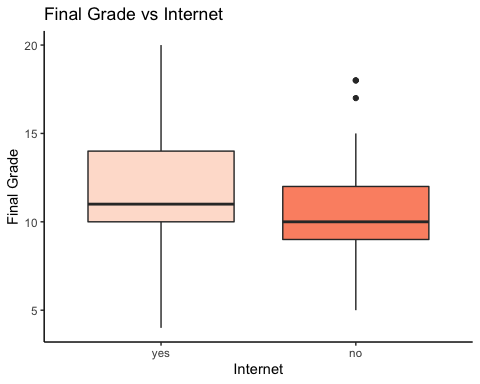 Final Grade vs Internet
Final Grade
20
15
10
5
yes
no
Internet